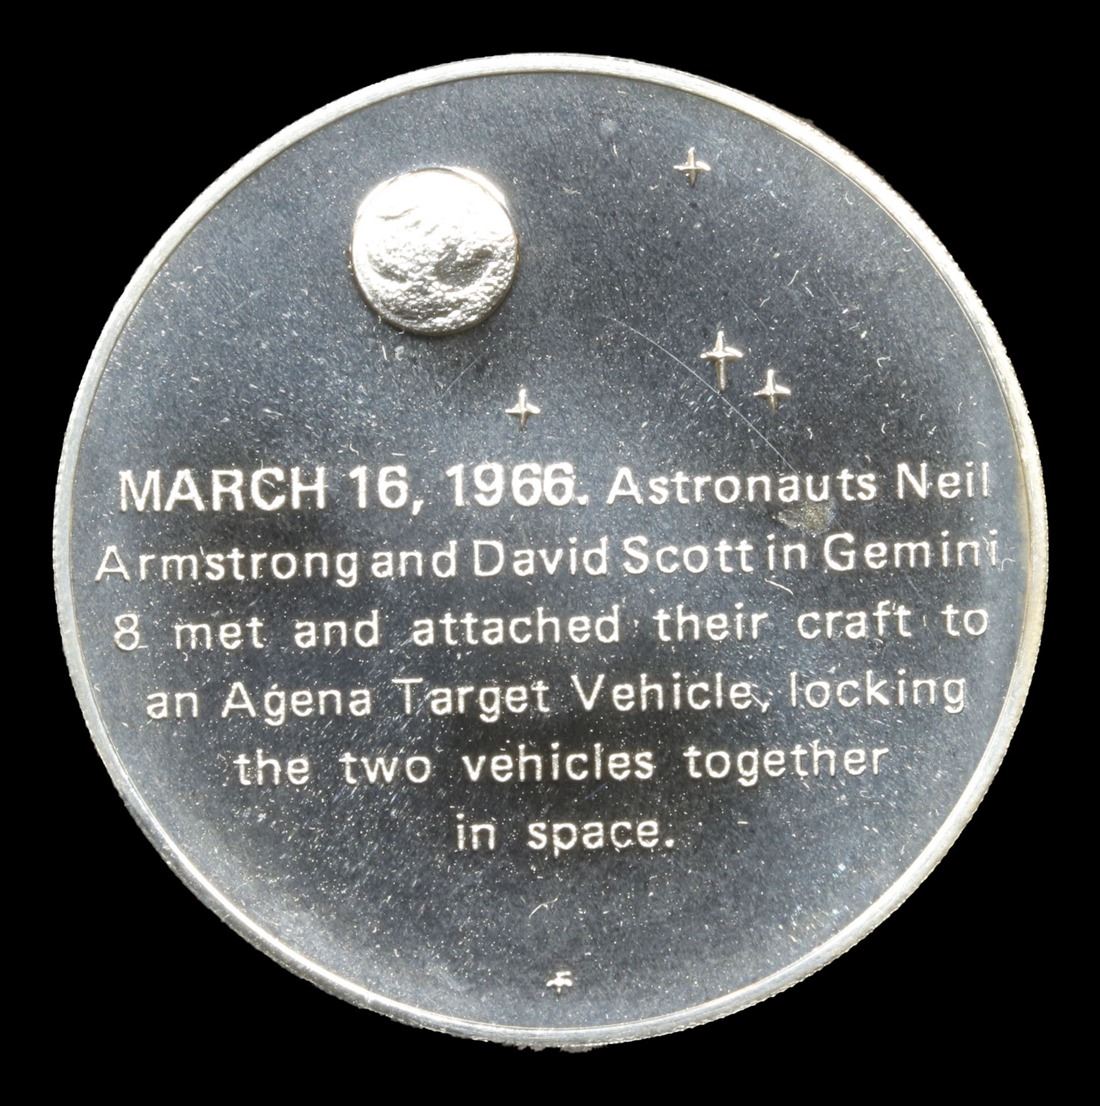 MARCH 16, 1966. Astronauts Neil
Armstrong and David Scott in Gemini
8 met and attached their craft to
an Agena Target Vehicle, locking
the two vehicles together
in space.